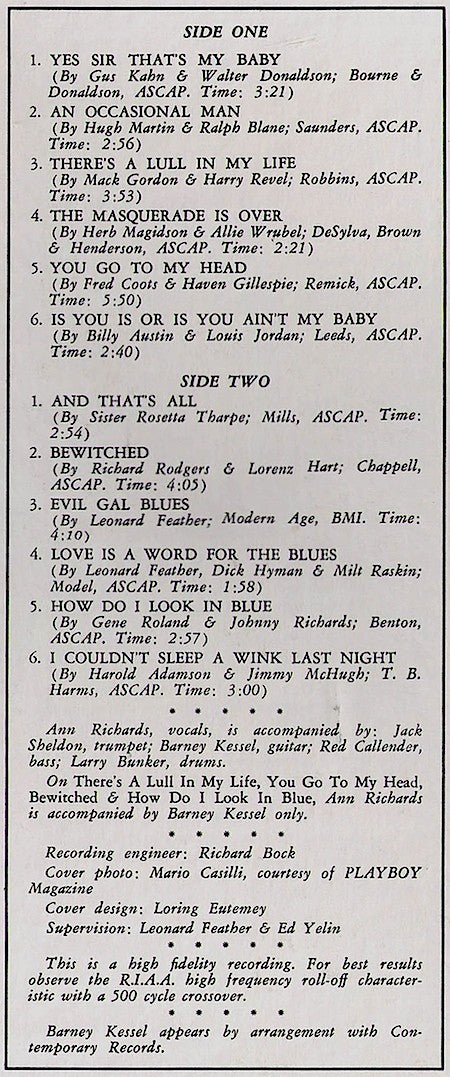 SIDE ONE
1. YES SIR THAT'S MY BABY
(By Gus Kahn & Walter Donaldson; Bourne &
Donaldson, ASCAP. Time: 3:21)
2. AN OCCASIONAL MAN
(By Hugh Martin & Ralph Blane; Saunders, ASCAP.
Time: 2:56)
3. THERE'S A LULL IN MY LIFE
(By Mack Gordon & Harry Revel; Robbins, ASCAP.
Time: 3:53)
4. THE MASQUERADE IS OVER
(By Herb Magidson & Allie Wrubel; DeSylva, Brown
& Henderson, ASCAP. Time: 2:21)
5. YOU GO TO MY HEAD
(By Fred Coots & Haven Gillespie; Remick, ASCAP.
Time: 5:50)
6. IS YOU IS OR IS YOU AIN'T MY BABY
(By Billy Austin & Louis Jordan; Leeds, ASCAP.
Time: 2:40)
SIDE TWO
1. AND THAT'S ALL
(By Sister Rosetta Tharpe; Mills, ASCAP. Time:
2:54)
2. BEWITCHED
(By Richard Rodgers & Lorenz Hart; Chappell,
ASCAP. Time: 4:05)
3. EVIL GAL BLUES
(By Leonard Feather; Modern Age, BMI. Time:
4:10)
4. LOVE IS A WORD FOR THE BLUES
(By Leonard Feather, Dick Hyman & Milt Raskin;
Model, ASCAP. Time: 1:58)
5. HOW DO I LOOK IN BLUE
(By Gene Roland & Johnny Richards; Benton,
ASCAP. Time: 2:57)
6. I COULDN'T SLEEP A WINK LAST NIGHT
(By Harold Adamson & Jimmy McHugh; T. B.
Harms, ASCAP. Time: 3:00)
* * * * *
Ann Richards, vocals, is accompanied by: Jack
Sheldon, trumpet; Barney Kessel, guitar; Red Callender,
bass; Larry Bunker, drums.
On There's A Lull In My Life, You Go To My Head,
Bewitched & How Do I Look In Blue, Ann Richards
is accompanied by Barney Kessel only.
* * * * *
Recording engineer: Richard Bock
Cover photo: Mario Casilli, courtesy of PLAYBOY
Magazine
Cover design: Loring Eutemey
Supervision: Leonard Feather & Ed Yelin
* * * * *
This is a high fidelity recording. For best results
observe the R.I.A.A. high frequency roll-off character-
istic with a 500 cycle crossover.
* * * * *
Barney Kessel appears by arrangement with Con-
temporary Records.